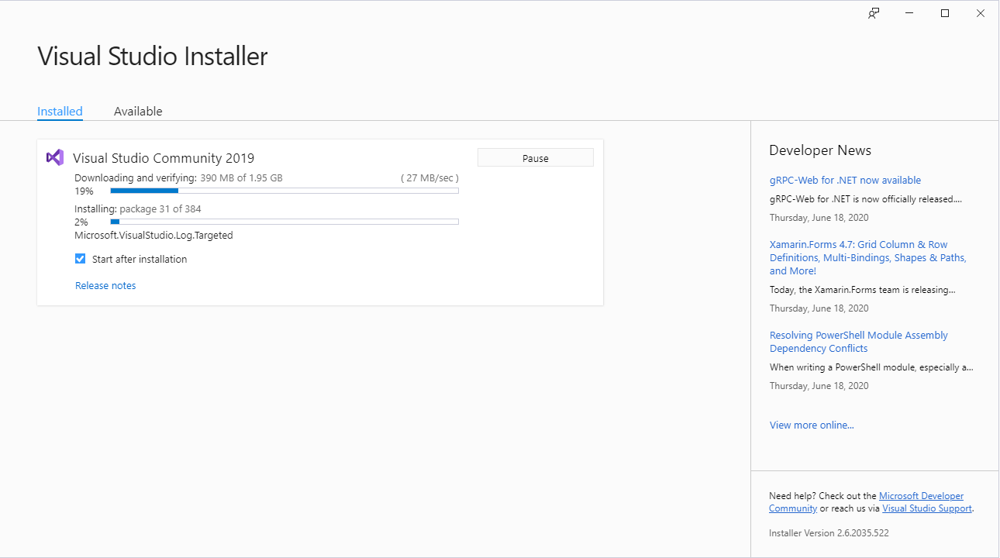 Visual Studio Installer
Installed
Available
Visual Studio Community 2019
Pause
Downloading and verifying: 390 MB of 1.95 GB
( 27 MB/sec )
19%
Installing: package 31 of 384
2%
Microsoft.VisualStudio.Log.Targeted
Start after installation
Release notes
Developer News
gRPC-Web for .NET now available
gRPC-Web for .NET is now officially released....
Thursday, June 18, 2020
Xamarin.Forms 4.7: Grid Column & Row
Definitions, Multi-Bindings, Shapes & Paths,
and More!
Today, the Xamarin.Forms team is releasing...
Thursday, June 18, 2020
Resolving PowerShell Module Assembly
Dependency Conflicts
When writing a PowerShell module, especially a...
Thursday, June 18, 2020
View more online...
Need help? Check out the Microsoft Developer
Community or reach us via Visual Studio Support.
Installer Version 2.6.2035.522